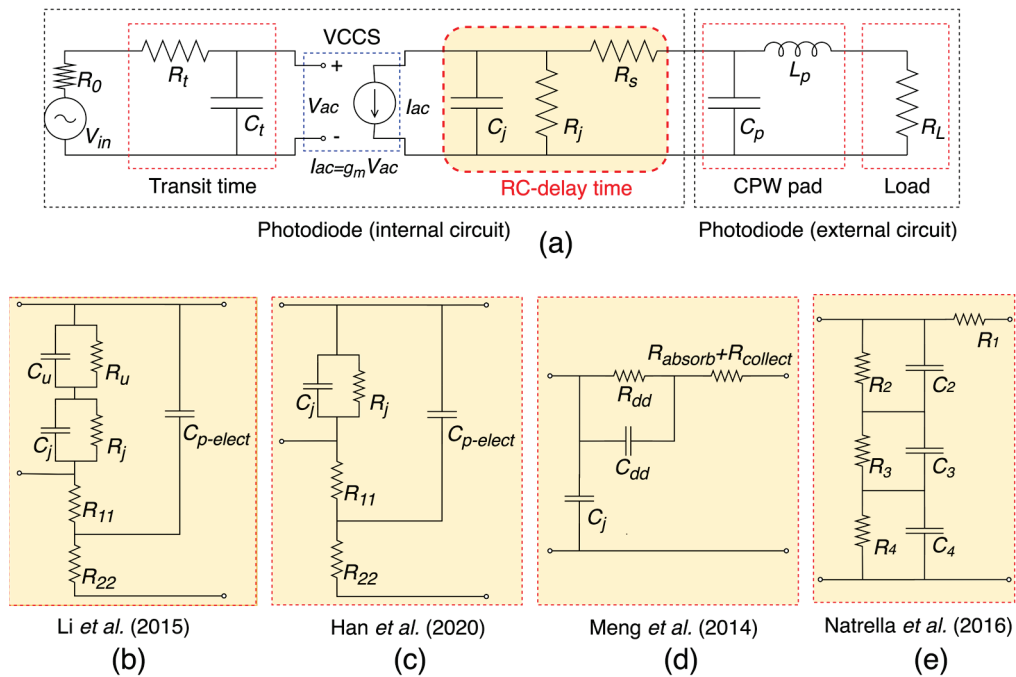 VCCS
R0
Rt
Vin
Ct
+
Vac
-
Iac
Iac=gmVac
Cj
Rj
Rs
Cp
Lp
RL
Transit time
RC-delay time
CPW pad
Load
Photodiode (internal circuit)
Photodiode (external circuit)
(a)
Cu
Ru
Cj
Rj
Cp-elect
R11
R22
Li et al. (2015)
(b)
Cj
Rj
Cp-elect
R11
R22
Han et al. (2020)
(c)
Rabsorb+Rcollect
Rdd
Cdd
Cj
Meng et al. (2014)
(d)
R1
R2
C2
R3
C3
R4
C4
Natrella et al. (2016)
(e)